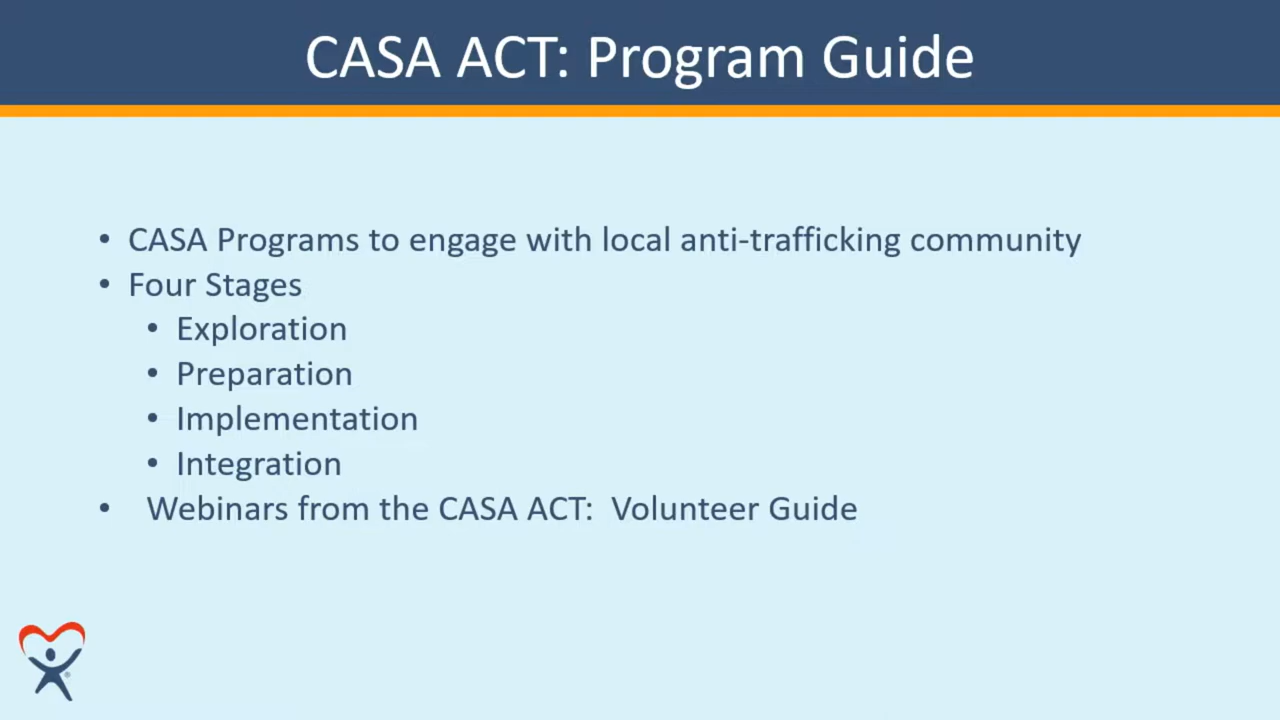 CASA ACT: Program Guide
• CASA Programs to engage with local anti-trafficking community
• Four Stages
• Exploration
• Preparation
• Implementation
• Integration
• Webinars from the CASA ACT:  Volunteer Guide
®